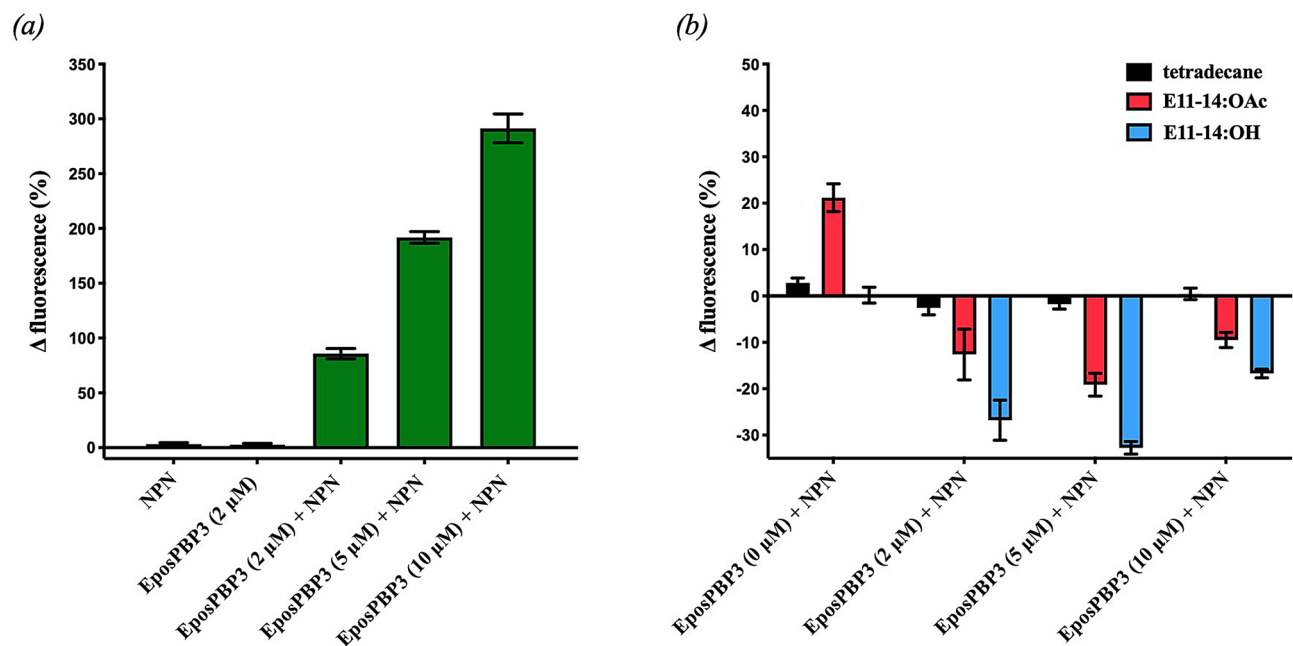 (a)
Δ fluorescence (%)
350
300
250
200
150
100
50
0
NPN
EposPBP3 (2 μM)
EposPBP3 (2 μM) + NPN
EposPBP3 (5 μM) + NPN
EposPBP3 (10 μM) + NPN
(b)
Δ fluorescence (%)
50
40
30
20
10
0
-10
-20
-30
tetradecane
E11-14:OAc
E11-14:OH
EposPBP3 (0 μM) + NPN
EposPBP3 (2 μM) + NPN
EposPBP3 (5 μM) + NPN
EposPBP3 (10 μM) + NPN